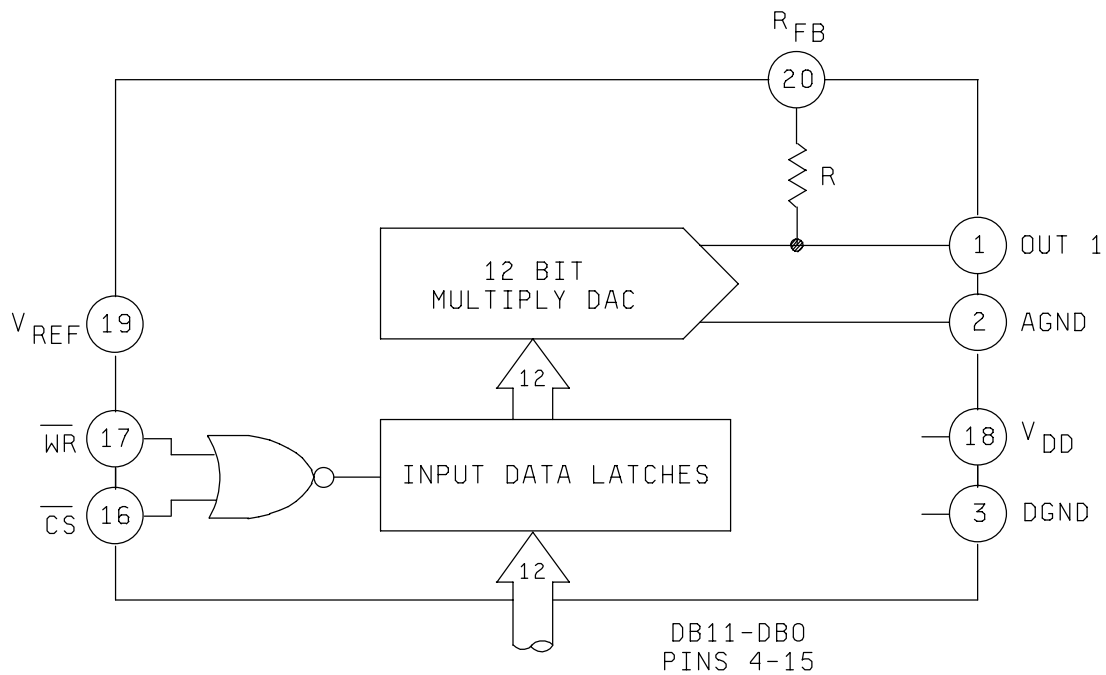 R FB
20
R
1 OUT 1
12 BIT
MULTIPLY DAC
2 AGND
V REF 19
12
WR 17
18 V DD
INPUT DATA LATCHES
CS 16
3 DGND
12
DB11-DB0
PINS 4-15